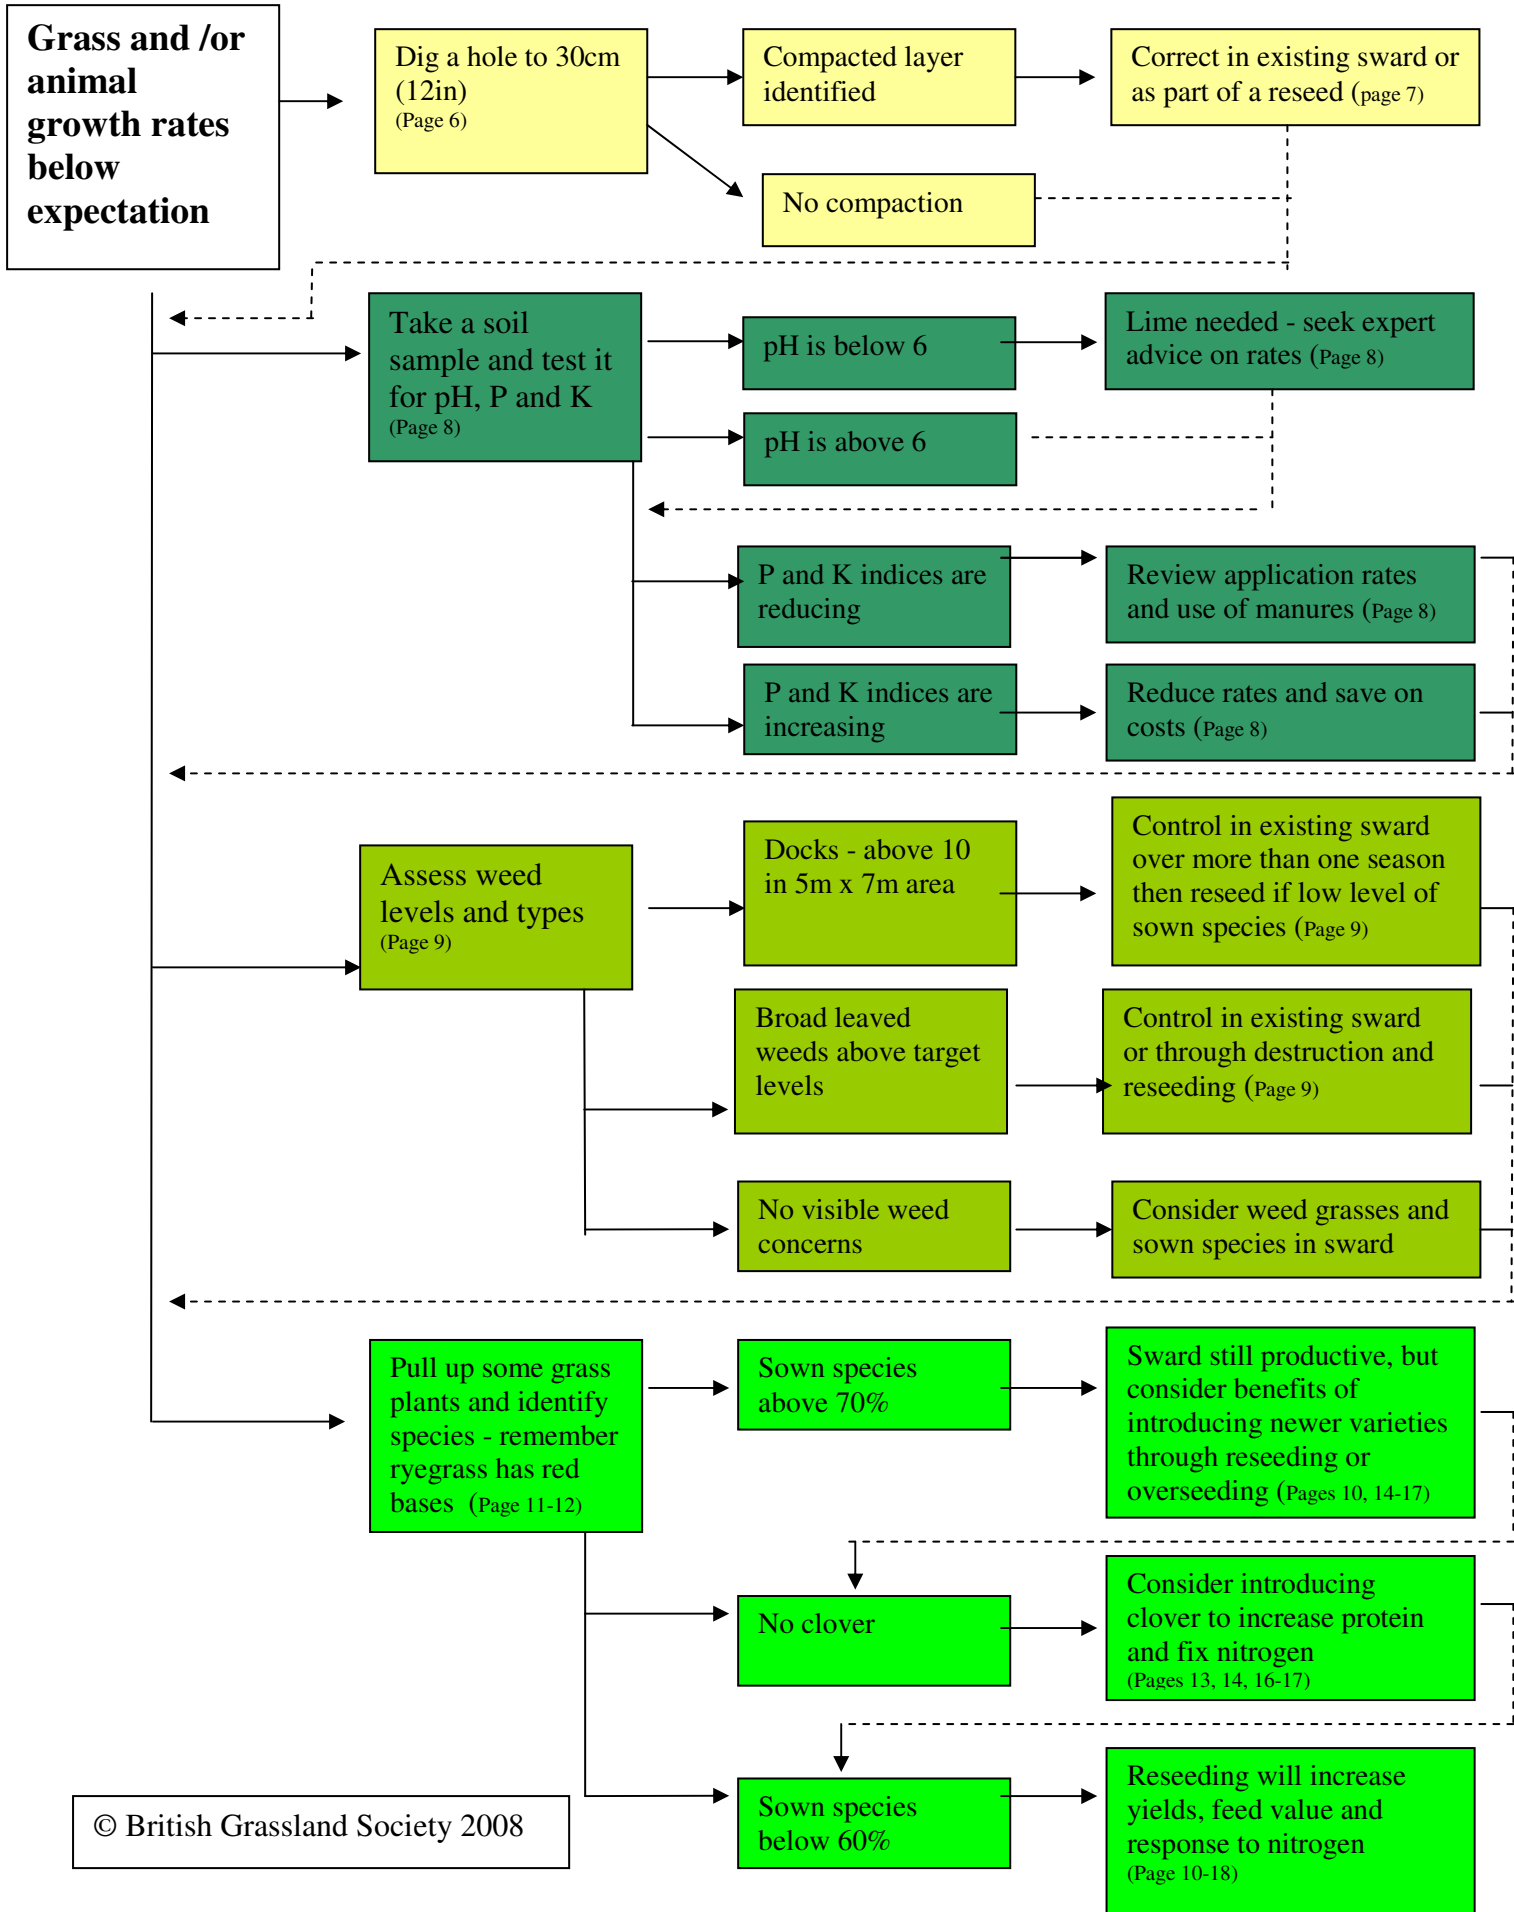 Grass and /or
animal
growth rates
below
expectation
Dig a hole to 30cm
(12in)
(Page 6)
Compacted layer
identified
Correct in existing sward or
as part of a reseed (page 7)
No compaction
Take a soil
sample and test it
for pH, P and K
(Page 8)
pH is below 6
Lime needed - seek expert
advice on rates (Page 8)
pH is above 6
P and K indices are
reducing
Review application rates
and use of manures (Page 8)
P and K indices are
increasing
Reduce rates and save on
costs (Page 8)
Assess weed
levels and types
(Page 9)
Docks - above 10
in 5m x 7m area
Control in existing sward
over more than one season
then reseed if low level of
sown species (Page 9)
Broad leaved
weeds above target
levels
Control in existing sward
or through destruction and
reseeding (Page 9)
No visible weed
concerns
Consider weed grasses and
sown species in sward
Pull up some grass
plants and identify
species - remember
ryegrass has red
bases (Page 11-12)
Sown species
above 70%
Sward still productive, but
consider benefits of
introducing newer varieties
through reseeding or
overseeding (Pages 10, 14-17)
No clover
Consider introducing
clover to increase protein
and fix nitrogen
(Pages 13, 14, 16-17)
Sown species
below 60%
Reseeding will increase
yields, feed value and
response to nitrogen
(Page 10-18)
© British Grassland Society 2008